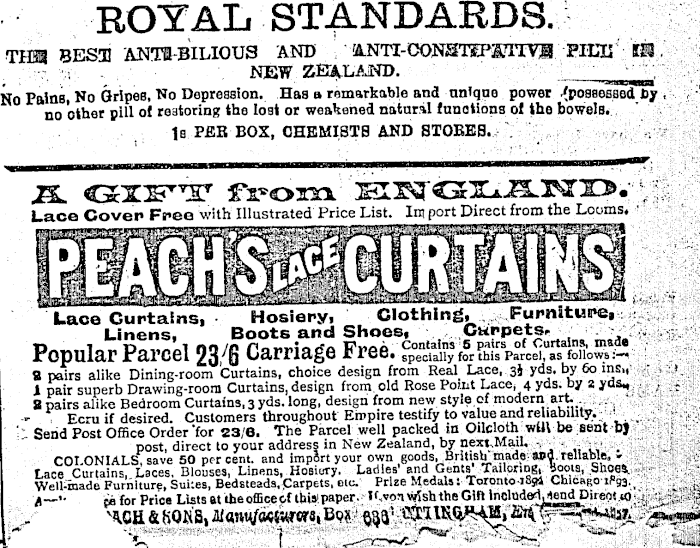 ROYAL STANDARDS.
THE BEST ANTI-BILIOUS AND ANTI-CONSTIPATIVE PILL IN
NEW ZEALAND.
No Pains, No Gripes, No Depression. Has a remarkable and unique power possessed by
no other pill of restoring the lost or weakened natural functions of the bowels.
1s PER BOX, CHEMISTS AND STORES.
A GIFT from ENGLAND.
Lace Cover Free with Illustrated Price List. Import Direct from the Looms.
PEACH'S LACE CURTAINS
Lace Curtains, Hosiery, Clothing, Furniture,
Linens, Boots and Shoes, Carpets.
Popular Parcel 23/6 Carriage Free. Contains 5 pairs of Curtains, made
specially for this Parcel, as follows:—
2 pairs alike Dining-room Curtains, choice design from Real Lace, 3½ yds. by 60 ins.,
1 pair superb Drawing-room Curtains, design from old Rose Point Lace, 4 yds. by 2 yds.,
2 pairs alike Bedroom Curtains, 3 yds. long, design from new style of modern art.
Ecru if desired. Customers throughout Empire testify to value and reliability.
Send Post Office Order for 23/6. The Parcel well packed in Oilcloth will be sent by
post, direct to your address in New Zealand, by next Mail.
COLONIALS, save 50 per cent. and import your own goods, British made and reliable,
Lace Curtains, Laces, Blouses, Linens, Hosiery. Ladies' and Gents' Tailoring, Boots, Shoes
Well-made Furniture, Suites, Bedsteads, Carpets, etc. Prize Medals: Toronto 1892 Chicago 1893.
for Price Lists at the office of this paper. If you wish the Gift Included, send Direct to
ACH & SONS, Manufacturers, Box 636 OTTINGHAM, 1857.